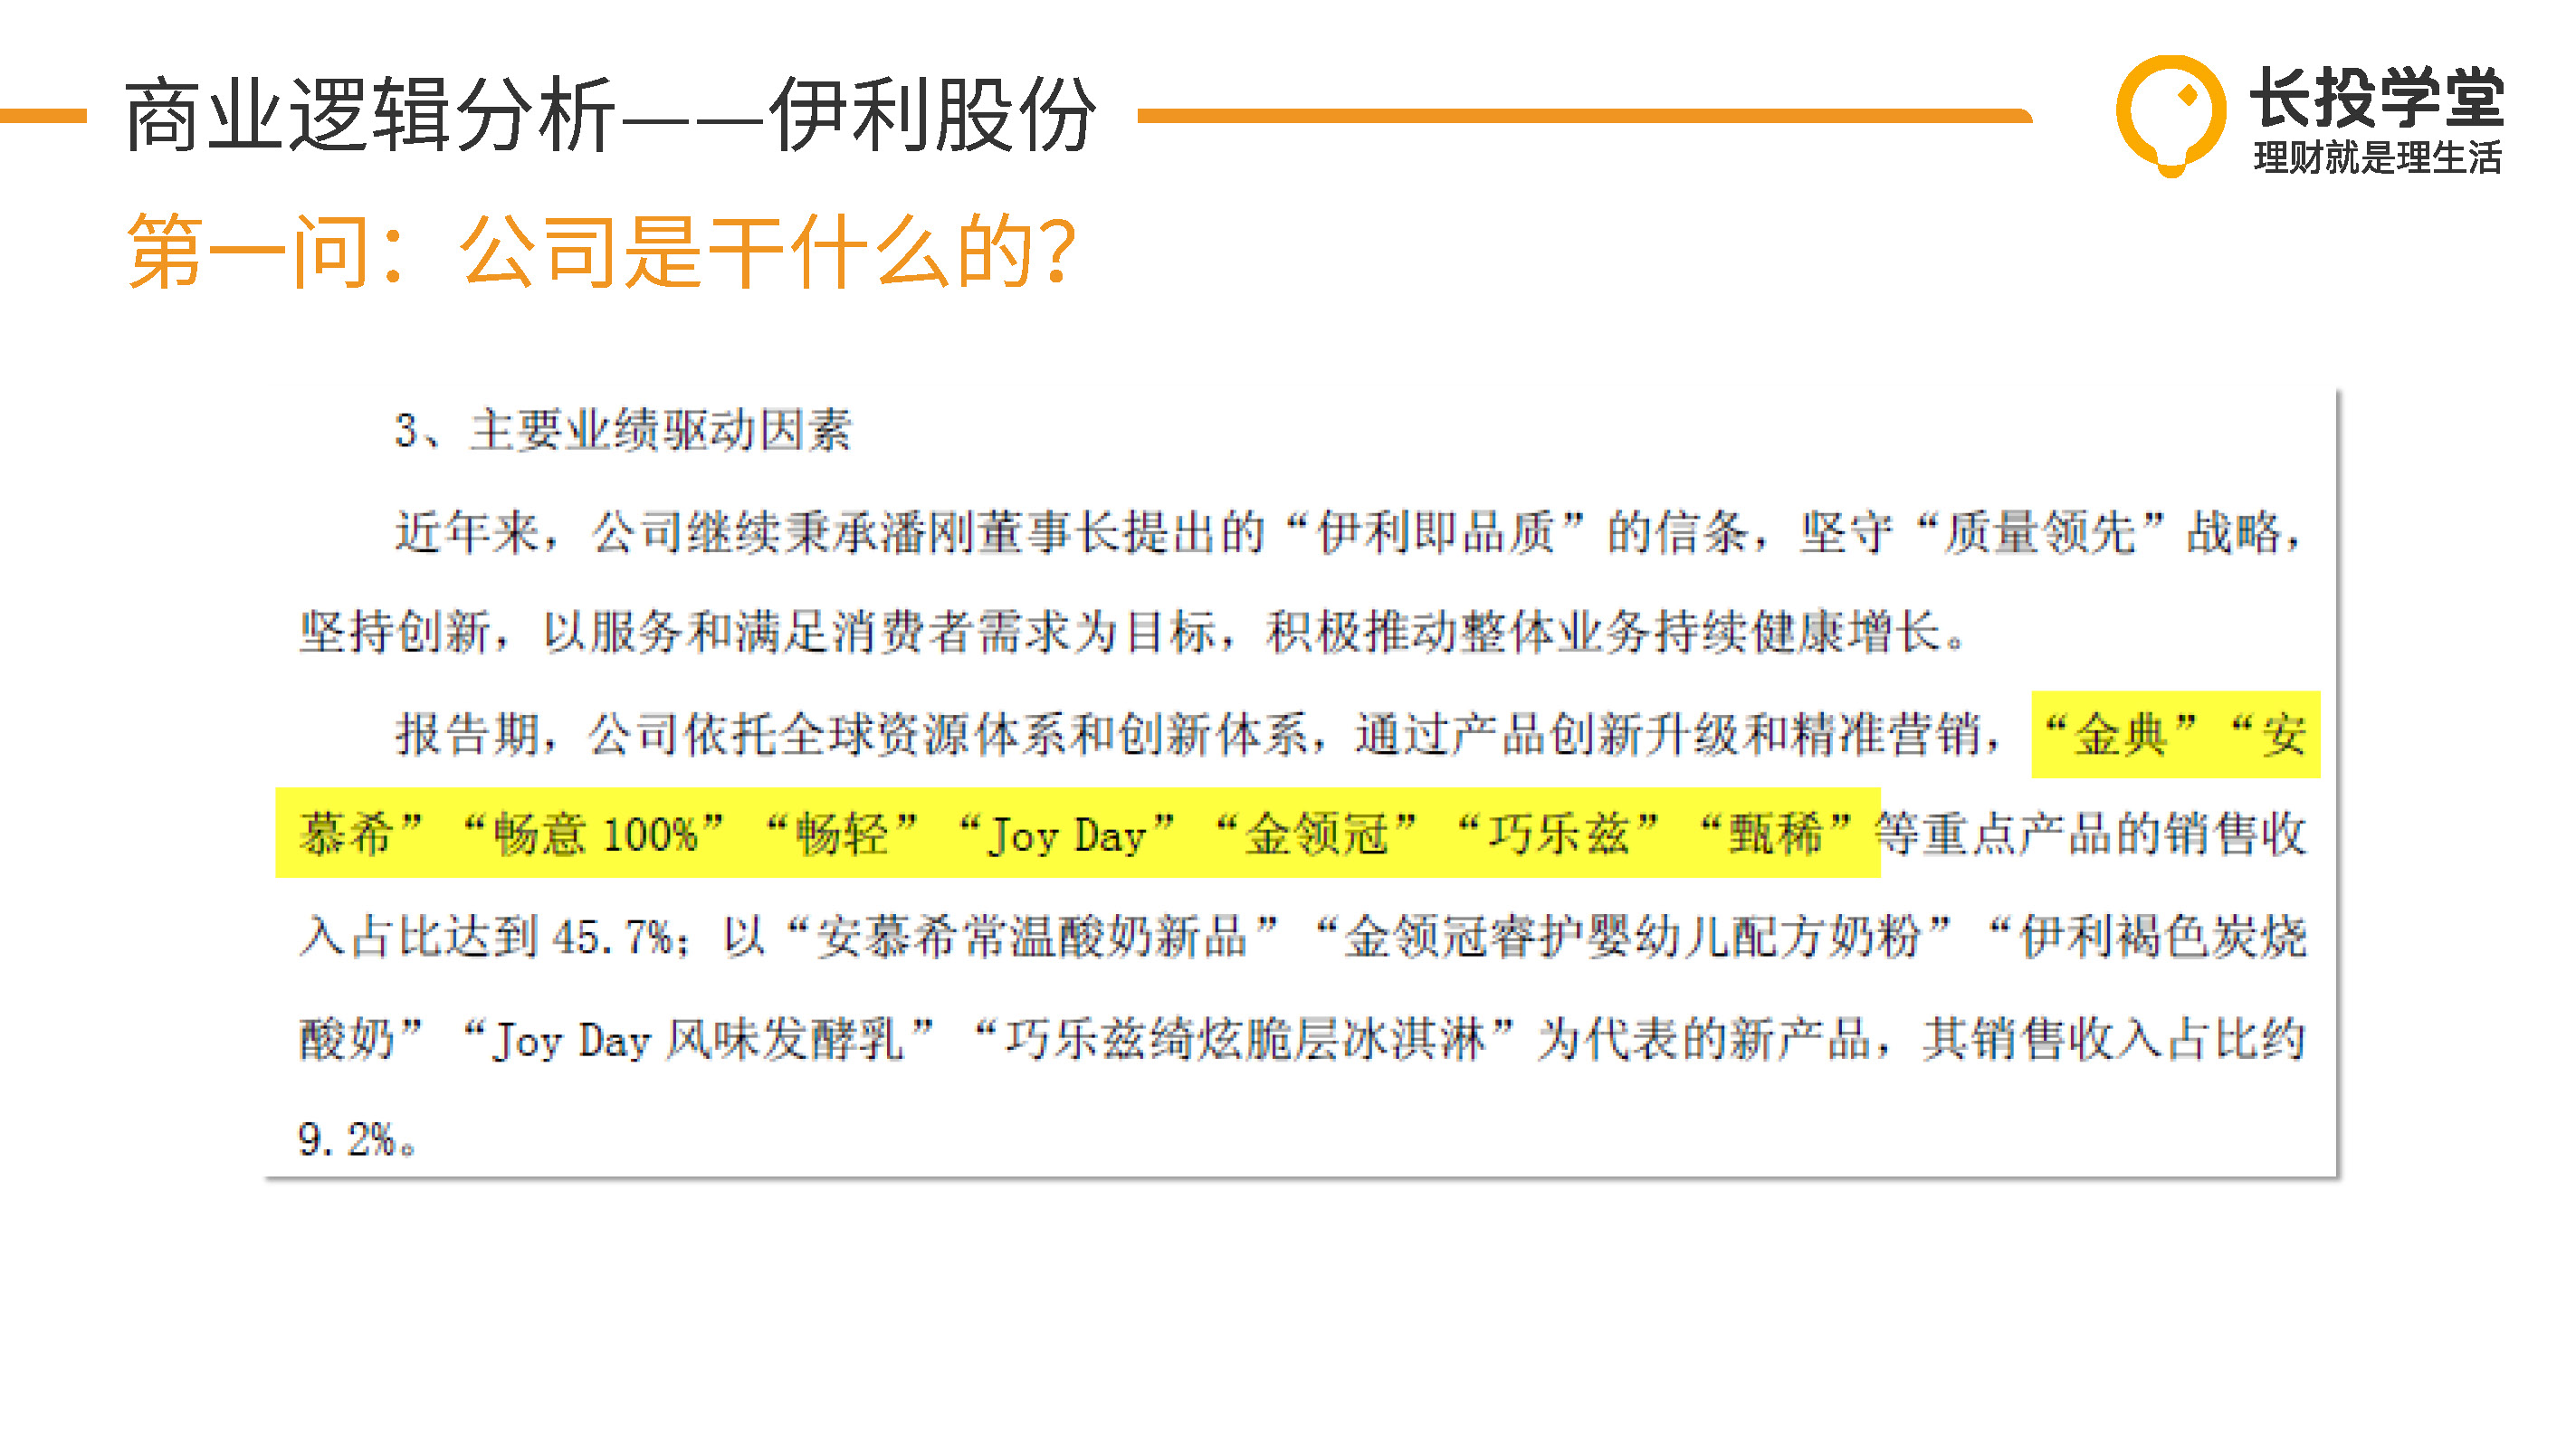 商业逻辑分析——伊利股份
长投学堂
理财就是理生活
第一问：公司是干什么的？
3、主要业绩驱动因素
近年来，公司继续秉承潘刚董事长提出的“伊利即品质”的信条，坚守“质量领先”战略，
坚持创新，以服务和满足消费者需求为目标，积极推动整体业务持续健康增长。
报告期，公司依托全球资源体系和创新体系，通过产品创新升级和精准营销，“金典”“安
慕希”“畅意 100%”“畅轻”“Joy Day”“金领冠”“巧乐兹”“甄稀”等重点产品的销售收
入占比达到 45.7%；以“安慕希常温酸奶新品”“金领冠睿护婴幼儿配方奶粉”“伊利褐色炭烧
酸奶”“Joy Day 风味发酵乳”“巧乐兹绮炫脆层冰淇淋”为代表的新产品，其销售收入占比约
9.2%。